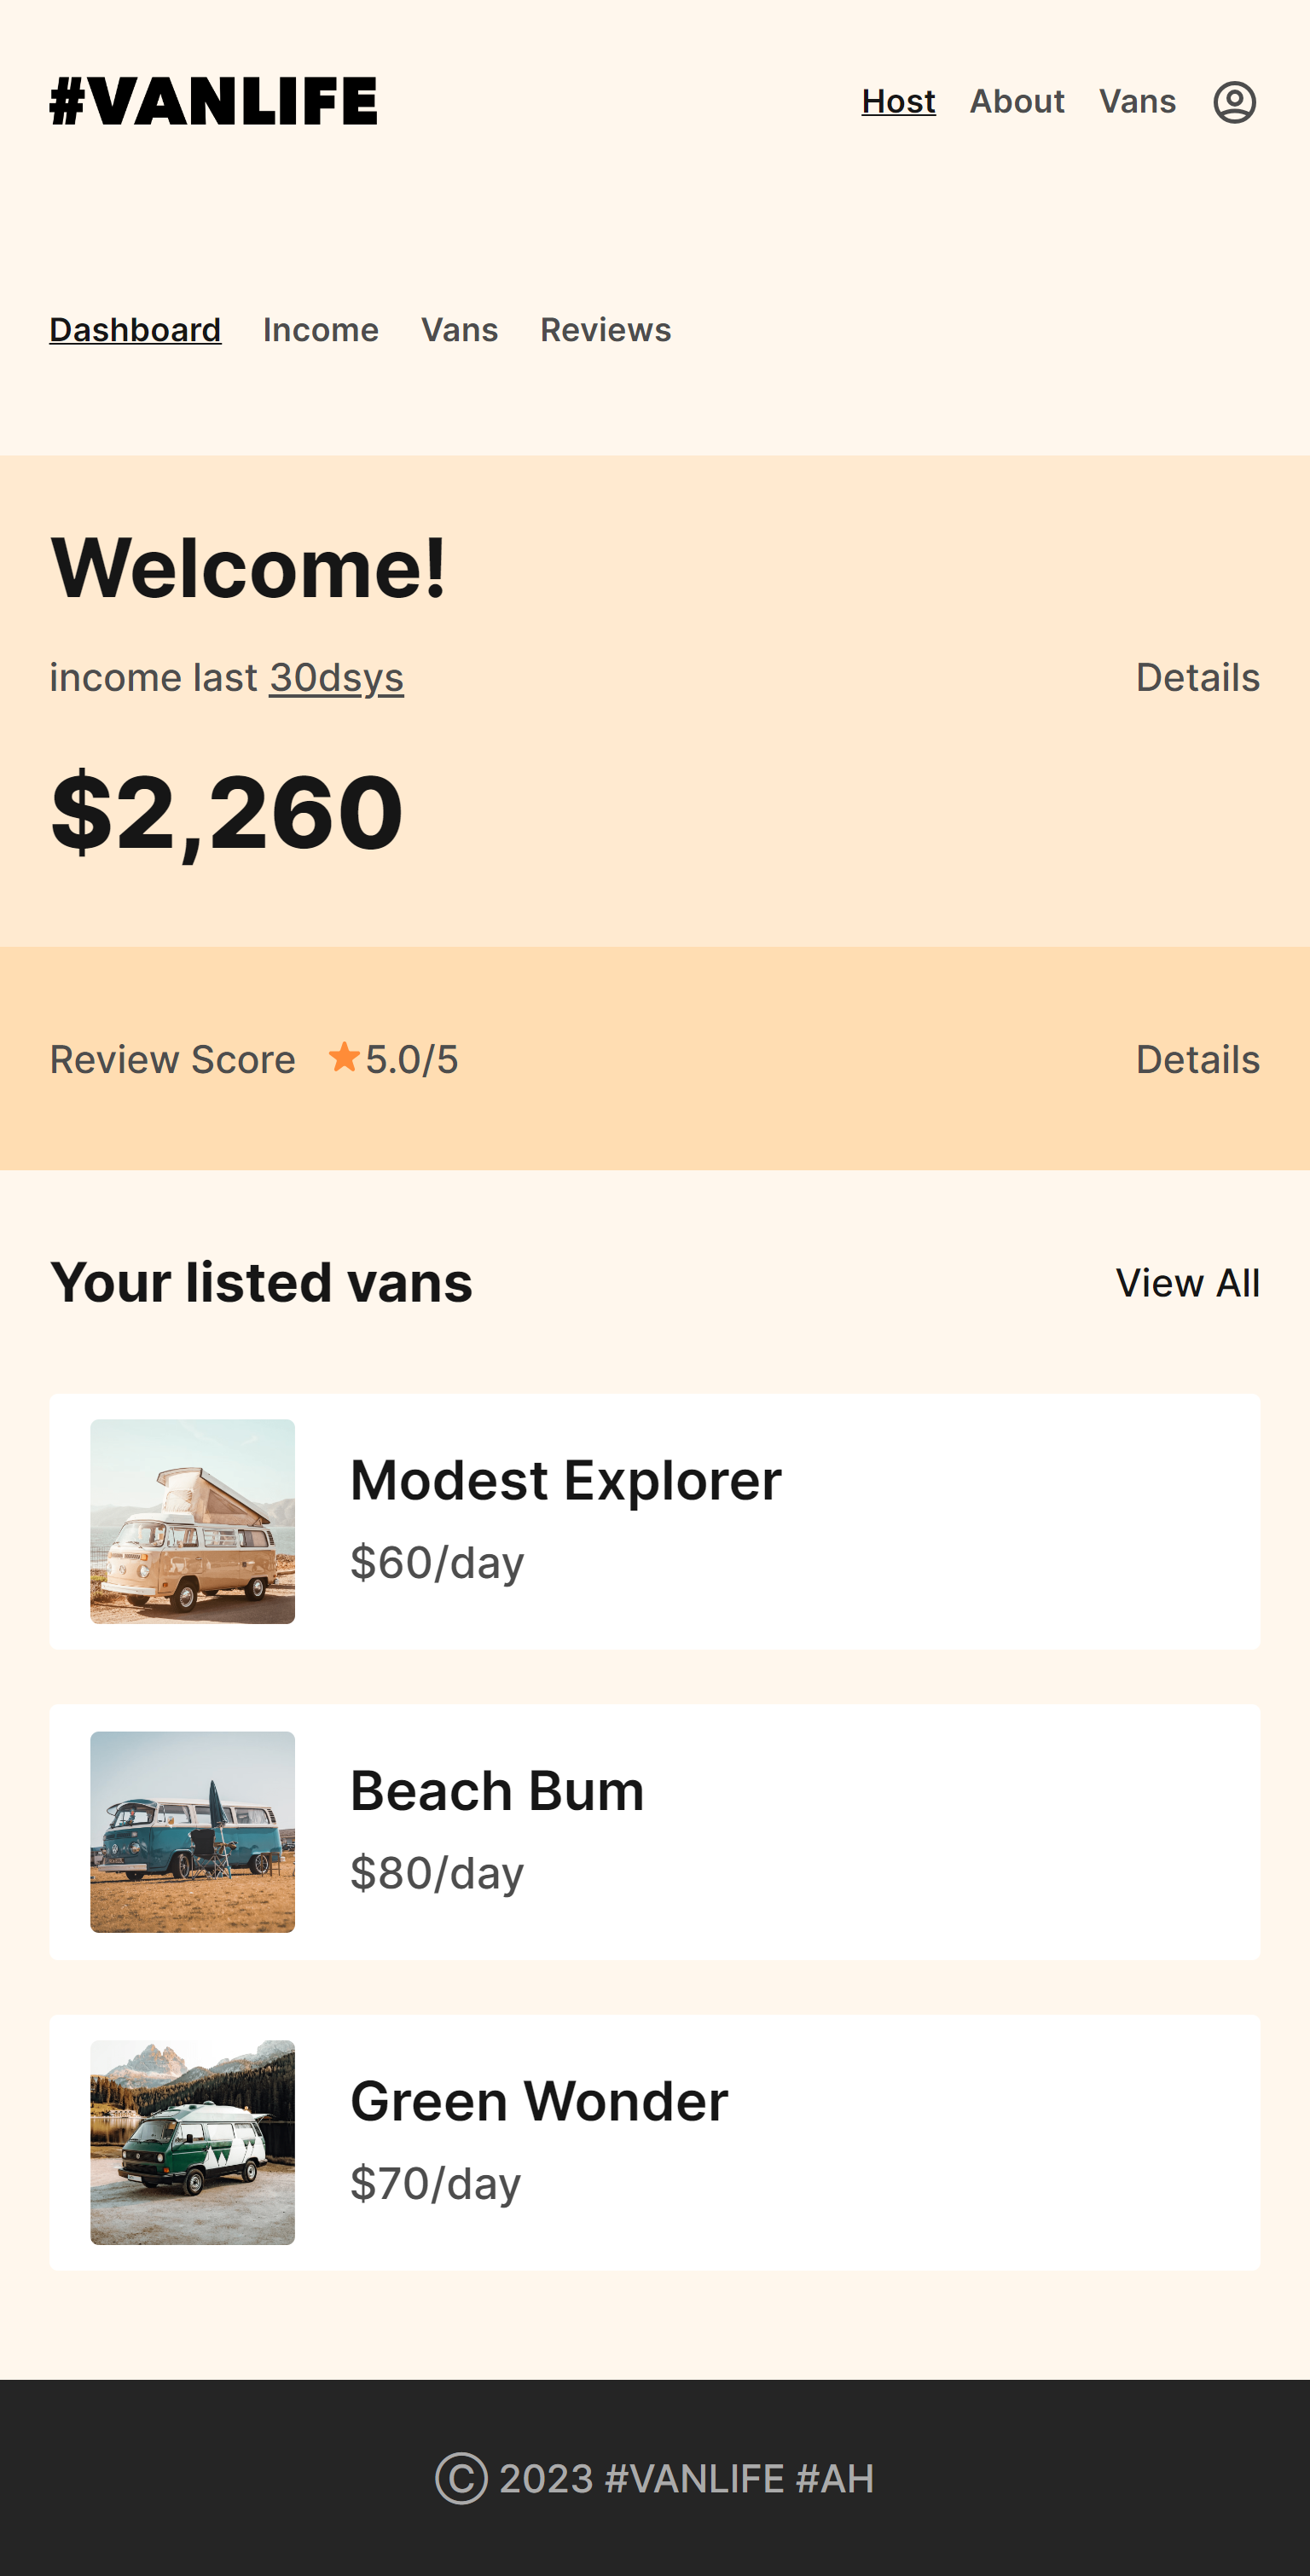 #VANLIFE
Host About Vans
Dashboard Income Vans Reviews
Welcome!
income last 30dsys
Details
$2,260
Review Score 5.0/5
Details
Your listed vans
View All
Modest Explorer
$60/day
Beach Bum
$80/day
Green Wonder
$70/day
Ⓒ 2023 #VANLIFE #AH